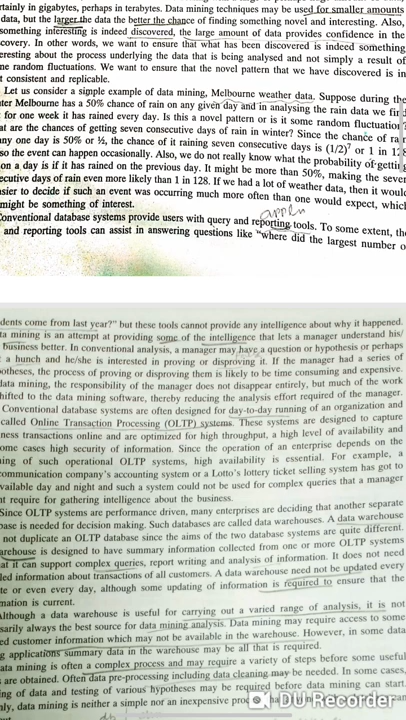 rtainly in gigabytes, perhaps in terabytes. Data mining techniques may be used for smaller amounts
data, but the larger the data the better the chance of finding something novel and interesting. Also,
something interesting is indeed discovered, the large amount of data provides confidence in the
covery. In other words, we want to ensure that what has been discovered is indeed something
eresting about the process underlying the data that is being analysed and not simply a result of
me random fluctuations. We want to ensure that the novel pattern that we have discovered is in
t consistent and replicable.
Let us consider a simple example of data mining, Melbourne weather data. Suppose during the
ter Melbourne has a 50% chance of rain on any given day and in analysing the rain data we find
for one week it has rained every day. Is this a novel pattern or is it some random fluctuation?
at are the chances of getting seven consecutive days of rain in winter? Since the chance of rain
ny one day is 50% or ½, the chance of it raining seven consecutive days is (1/2)⁷ or 1 in 128
so the event can happen occasionally. Also, we do not really know what the probability of getting
on a day is if it has rained on the previous day. It might be more than 50%, making the seven
ecutive days of rain even more likely than 1 in 128. If we had a lot of weather data, then it would
asier to decide if such an event was occurring much more often than one would expect, which
might be something of interest.
Conventional database systems provide users with query and reporting tools. To some extent, the
and reporting tools can assist in answering questions like "where did the largest number o
dents come from last year?" but these tools cannot provide any intelligence about why it happened.
ta mining is an attempt at providing some of the intelligence that lets a manager understand his/
business better. In conventional analysis, a manager may have a question or hypothesis or perhaps
a hunch and he/she is interested in proving or disproving it. If the manager had a series of
potheses, the process of proving or disproving them is likely to be time consuming and expensive.
data mining, the responsibility of the manager does not disappear entirely, but much of the work
hifted to the data mining software, thereby reducing the analysis effort required of the manager.
Conventional database systems are often designed for day-to-day running of an organization and
called Online Transaction Processing (OLTP) systems. These systems are designed to capture
ness transactions online and are optimized for high throughput, a high level of availability and
ome cases high security of information. Since the operation of an enterprise depends on the
ing of such operational OLTP systems, high availability is essential. For example, a
communication company's accounting system or a Lotto's lottery ticket selling system has got to
vailable day and night and such a system could not be used for complex queries that a manager
ht require for gathering intelligence about the business.
Since OLTP systems are performance driven, many enterprises are deciding that another separate
base is needed for decision making. Such databases are called data warehouses. A data warehouse
not duplicate an OLTP database since the aims of the two database systems are quite different.
arehouse is designed to have summary information collected from one or more OLTP systems
at it can support complex queries, report writing and analysis of information. It does not need
led information about transactions of all customers. A data warehouse need not be updated every
te or even every day, although some updating of information is required to ensure that the
mation is current.
Although a data warehouse is useful for carrying out a varied range of analysis, it is not
sarily always the best source for data mining analysis. Data mining may require access to some
ed customer information which may not be available in the warehouse. However, in some data
g applications summary data in the warehouse may be all that is required.
ata mining is often a complex process and may require a variety of steps before some useful
are obtained. Often data pre-processing including data cleaning may be needed. In some cases,
ing of data and testing of various hypotheses may be required before data mining can start.
nly, data mining is neither a simple nor an inexpensive
DU Recorder